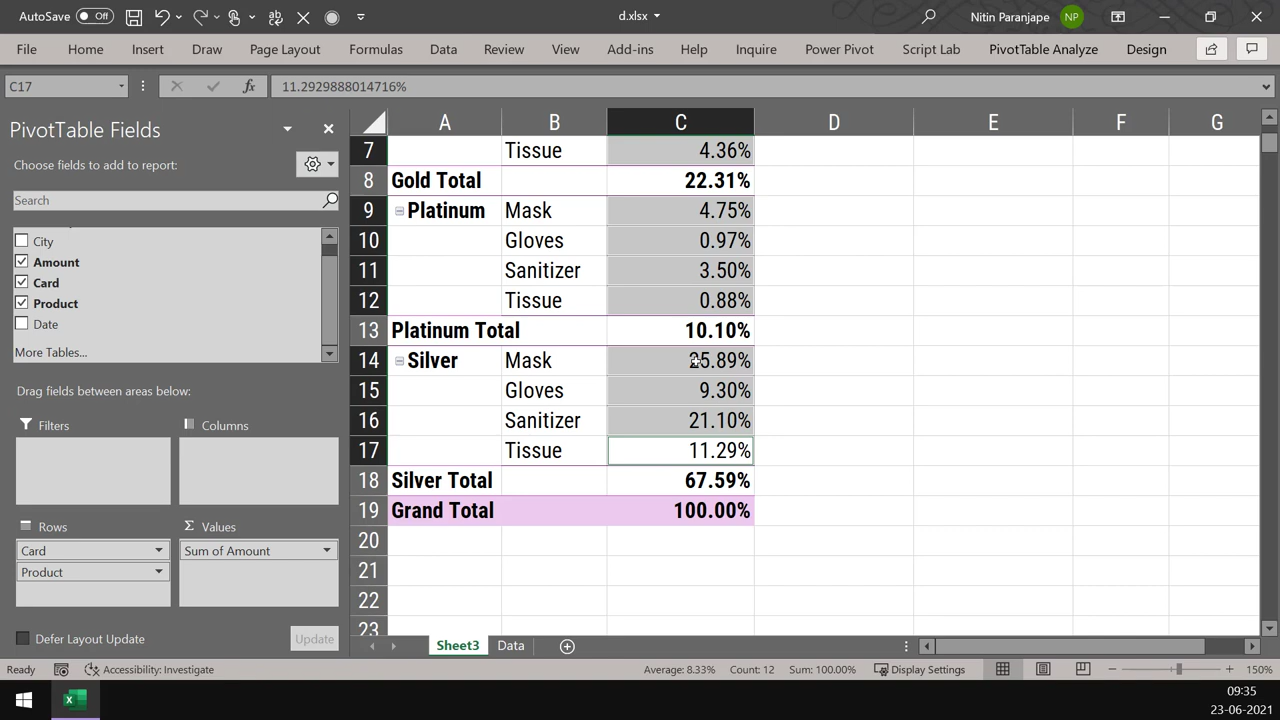 AutoSave Off d.xlsx Nitin Paranjape NP
File Home Insert Draw Page Layout Formulas Data Review View Add-ins Help Inquire Power Pivot Script Lab PivotTable Analyze Design
C17 fx 11.2929888014716%
PivotTable Fields
Choose fields to add to report:
Search
City
Amount
Card
Product
Date
More Tables...
Drag fields between areas below:
Filters Columns
Rows Σ Values
Card Sum of Amount
Product
Defer Layout Update Update
A B C D E F G
7 Tissue 4.36%
8 Gold Total 22.31%
9 Platinum Mask 4.75%
10 Gloves 0.97%
11 Sanitizer 3.50%
12 Tissue 0.88%
13 Platinum Total 10.10%
14 Silver Mask 25.89%
15 Gloves 9.30%
16 Sanitizer 21.10%
17 Tissue 11.29%
18 Silver Total 67.59%
19 Grand Total 100.00%
20
21
22
23
Sheet3 Data
Ready Accessibility: Investigate Average: 8.33% Count: 12 Sum: 100.00% Display Settings 150%
09:35
23-06-2021